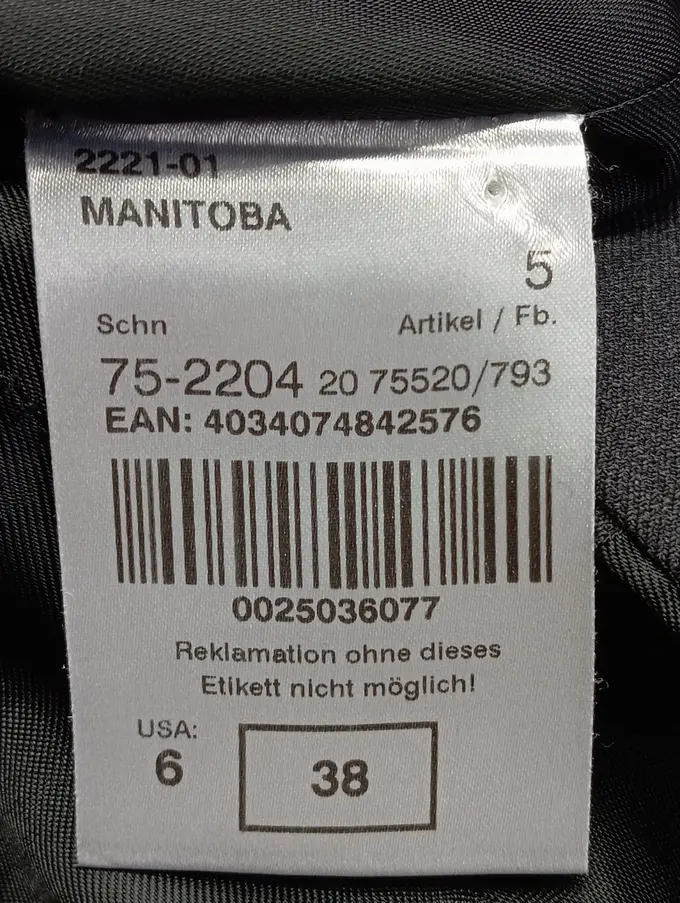 2221-01
MANITOBA
5
Schn Artikel / Fb.
75-2204 20 75520/793
EAN: 4034074842576
0025036077
Reklamation ohne dieses
Etikett nicht möglich!
USA:
6 38